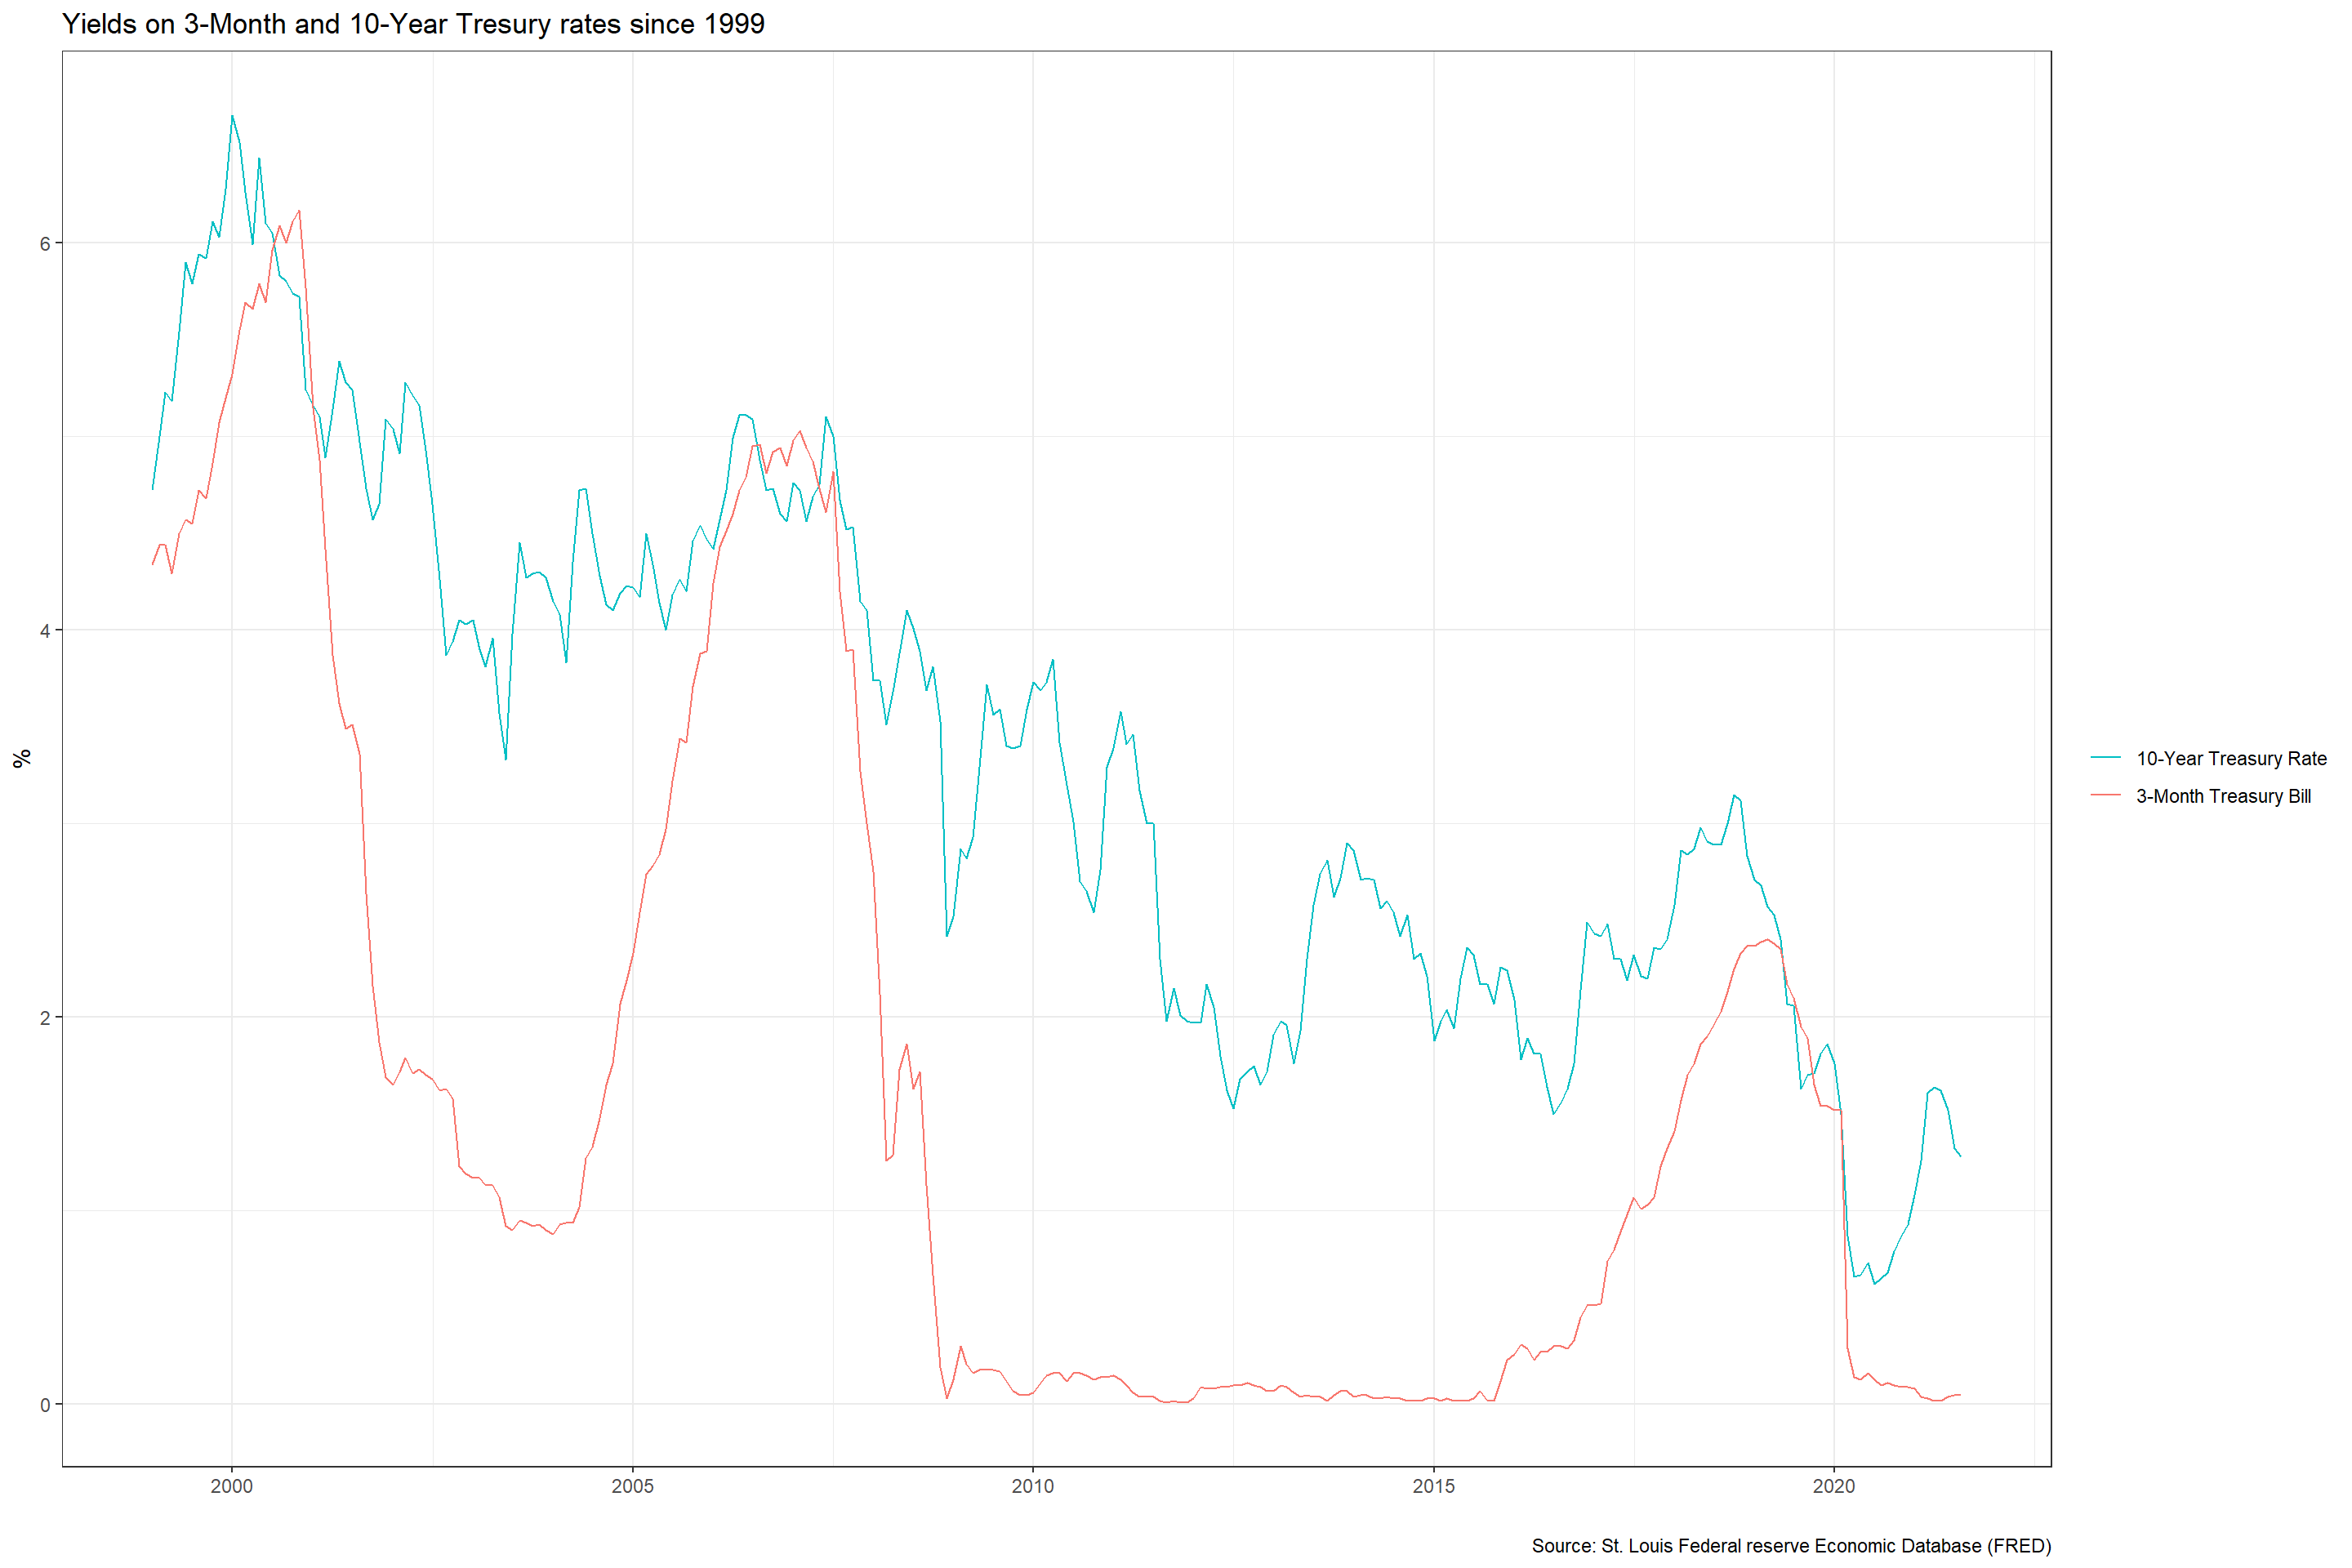 Yields on 3-Month and 10-Year Tresury rates since 1999
%
6
4
2
0
2000
2005
2010
2015
2020
10-Year Treasury Rate
3-Month Treasury Bill
Source: St. Louis Federal reserve Economic Database (FRED)